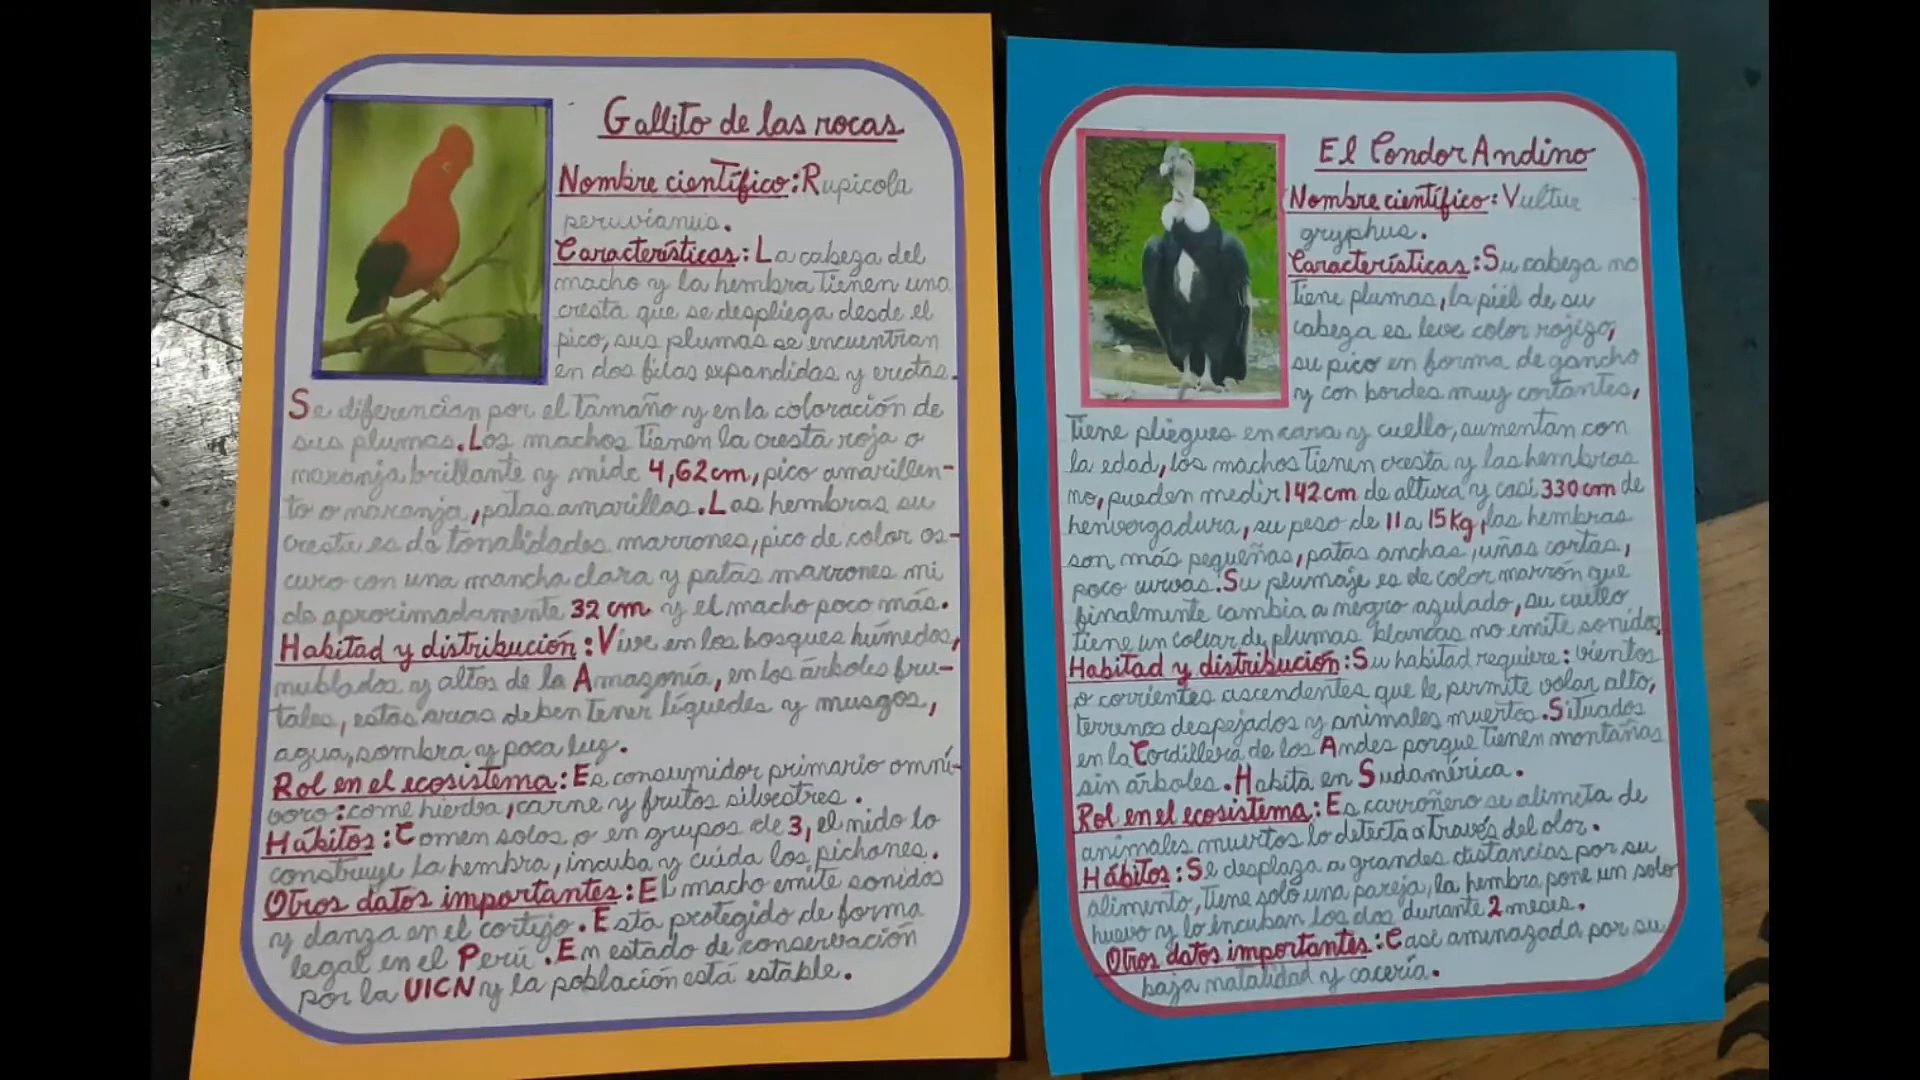 Gallito de las rocas
Nombre científico: Rupicola
peruvianus.
Características: La cabeza del
macho y la hembra tienen una
cresta que se despliega desde el
pico, sus plumas se encuentran
en dos filas expandidas y erectas.
Se diferencian por el tamaño y en la coloración de
sus plumas. Los machos tienen la cresta roja o
naranja brillante y mide 4,62 cm, pico amarillen-
to o naranja, patas amarillas. Las hembras su
cresta es da tonalidades marrones, pico de color os-
curo con una mancha clara y patas marrones mi
de aproximadamente 32 cm y el macho poco más.
Habitad y distribución: Vive en los bosques húmedos,
nublados y altos de la Amazonía, en los árboles fru-
tales, estas areas deben tener líquedes y musgos,
agua, sombra y poca luz.
Rol en el ecosistema: Es consumidor primario omní-
voro: come hierba, carne y frutos silvestres.
Hábitos: Comen solos o en grupos de 3, el nido lo
construye la hembra, incuba y cuida los pichones.
Otros datos importantes: El macho emite sonidos
y danza en el cortejo. Esta protegido de forma
legal en el Perú. En estado de conservación
por la UICN y la población está estable.
El Condor Andino
Nombre científico: Vultur
gryphus.
Características: Su cabeza no
tiene plumas, la piel de su
cabeza es leve color rojizo,
su pico en forma de gancho
y con bordes muy cortantes,
tiene pliegues en cara y cuello, aumentan con
la edad, los machos tienen cresta y las hembras
no, pueden medir 142 cm de altura y casi 330 cm de
henvergadura, su peso de 11 a 15 kg, las hembras
son más pequeñas, patas anchas, uñas cortas,
poco curvas. Su plumaje es de color marrón que
finalmente cambia a negro azulado, su cuello
tiene un collar de plumas blancas no emite sonidos.
Habitad y distribución: Su habitad requiere: vientos
o corrientes ascendentes que le permite volar alto,
terrenos despejados y animales muertos. Situados
en la Cordillera de los Andes porque tienen montañas
sin árboles. Habita en Sudamérica.
Rol en el ecosistema: Es carroñero se alimeta de
animales muertos lo detecta a través del olor.
Hábitos: Se desplaza a grandes distancias por su
alimento, tiene solo una pareja, la hembra pone un solo
huevo y lo incuban los dos durante 2 meses.
Otros datos importantes: Casi amenazada por su
baja natalidad y cacería.